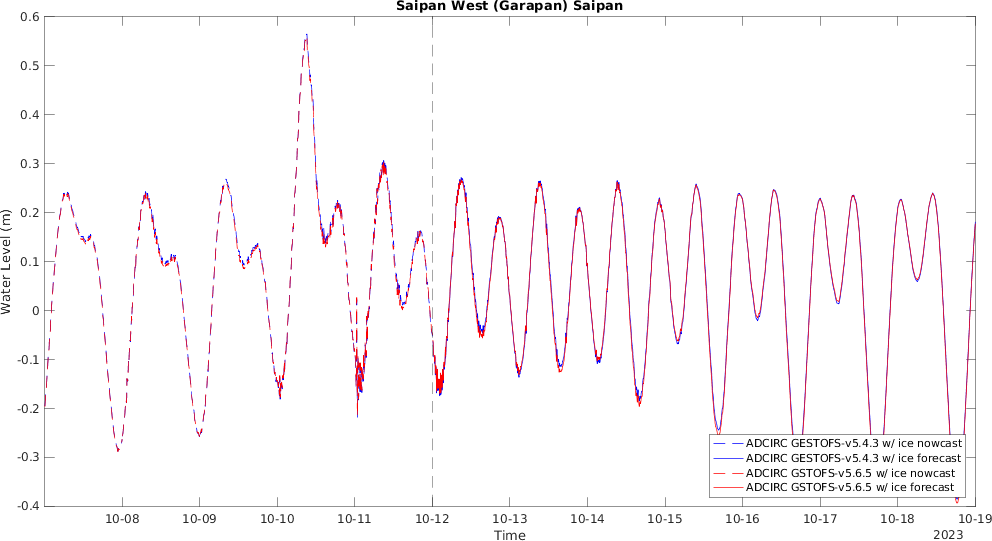 Saipan West (Garapan) Saipan
0.6
0.5
0.4
0.3
0.2
0.1
0
-0.1
-0.2
-0.3
-0.4
Water Level (m)
ADCIRC GESTOFS-v5.4.3 w/ ice nowcast
ADCIRC GESTOFS-v5.4.3 w/ ice forecast
ADCIRC GSTOFS-v5.6.5 w/ ice nowcast
ADCIRC GSTOFS-v5.6.5 w/ ice forecast
10-08 10-09 10-10 10-11 10-12 10-13 10-14 10-15 10-16 10-17 10-18 10-19
Time
2023